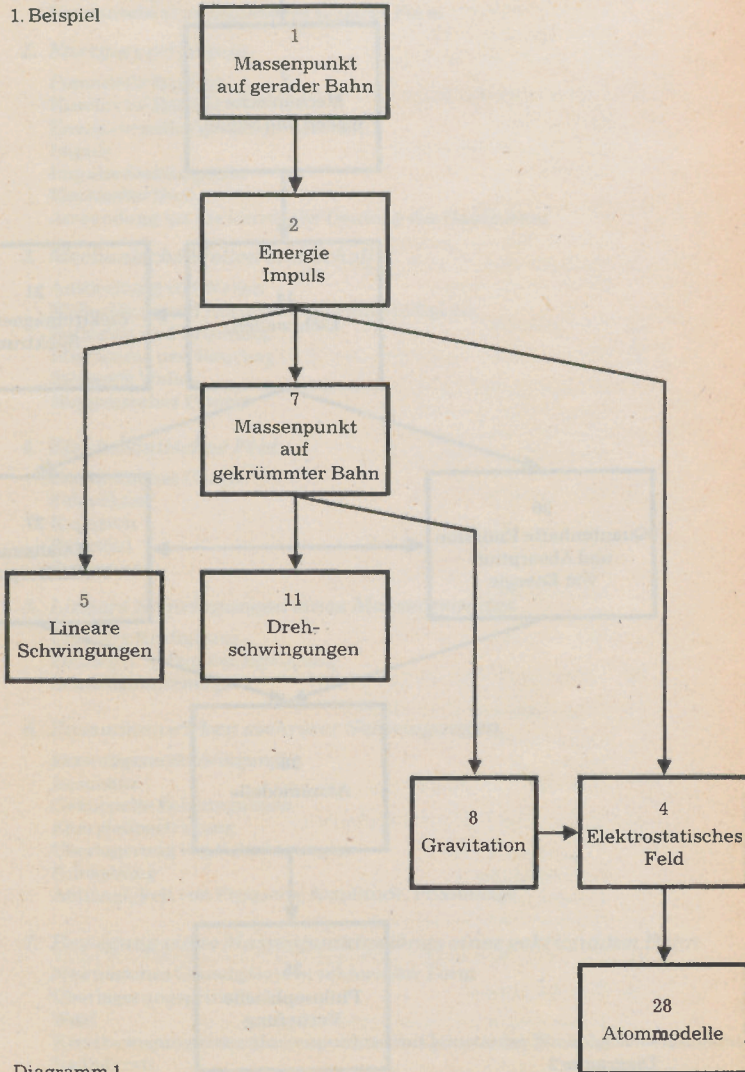 1. Beispiel
1
Massenpunkt
auf gerader Bahn
2
Energie
Impuls
7
Massenpunkt
auf
gekrümmter Bahn
5
Lineare
Schwingungen
11
Dreh-
schwingungen
8
Gravitation
4
Elektrostatisches
Feld
28
Atommodelle
Diagramm 1